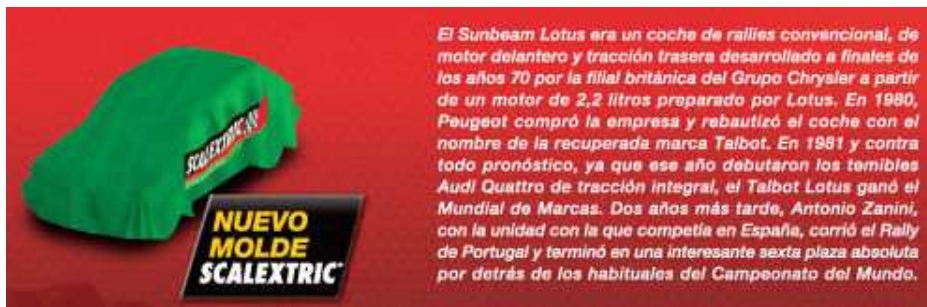 El Sunbeam Lotus era un coche de rallies convencional, de
motor delantero y tracción trasera desarrollado a finales de
los años 70 por la filial británica del Grupo Chrysler a partir
de un motor de 2,2 litros preparado por Lotus. En 1980,
Peugeot compró la empresa y rebautizó el coche con el
nombre de la recuperada marca Talbot. En 1981 y contra
todo pronóstico, ya que ese año debutaron los temibles
Audi Quattro de tracción integral, el Talbot Lotus ganó el
Mundial de Marcas. Dos años más tarde, Antonio Zanini,
con la unidad con la que competía en España, corrió el Rally
de Portugal y terminó en una interesante sexta plaza absoluta
por detrás de los habituales del Campeonato del Mundo.
SCALEXTRIC
NUEVO
MOLDE
SCALEXTRIC